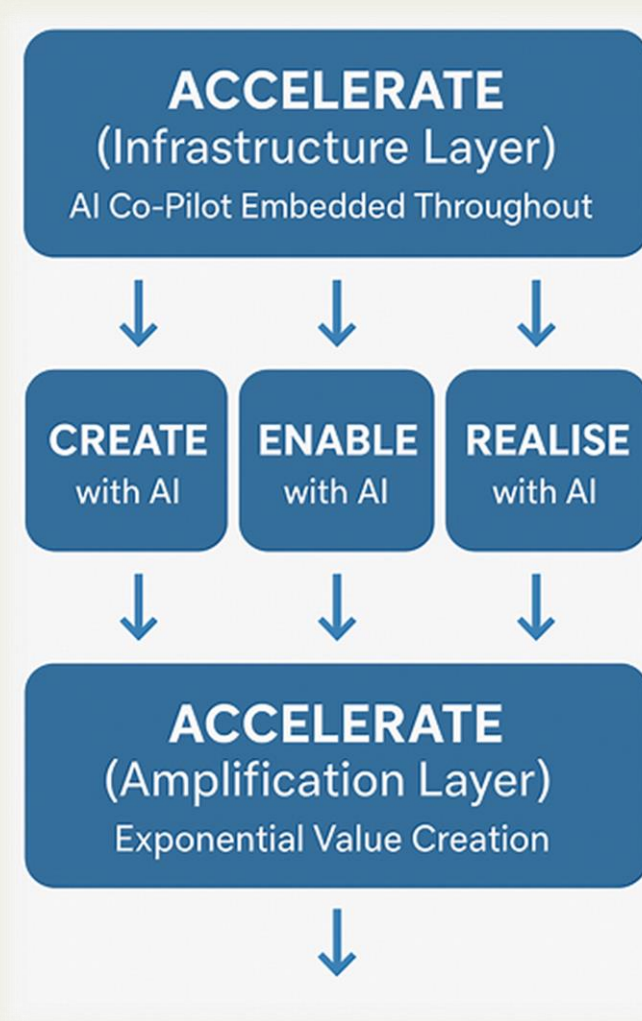 ACCELERATE
(Infrastructure Layer)
AI Co-Pilot Embedded Throughout
CREATE
with AI
ENABLE
with AI
REALISE
with AI
ACCELERATE
(Amplification Layer)
Exponential Value Creation